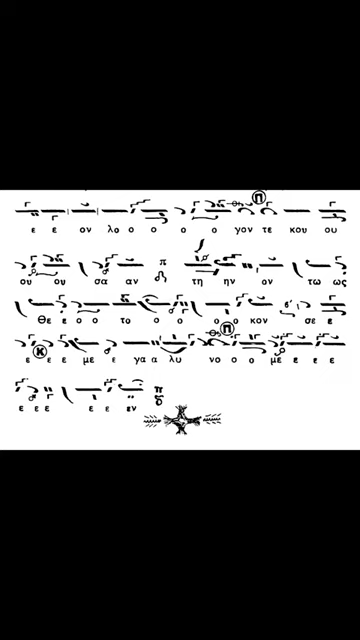 ε ε ον λο ο ο ο ο ο γον τε κου ου
ου ου σα αν π τη ην ον τω ως
Θε ε ο ο το ο ο ο ο κον σε ε
ε ε ε με ε γα α λυ νο ο ο με ε ε ε
ε ε ε ε ε εν